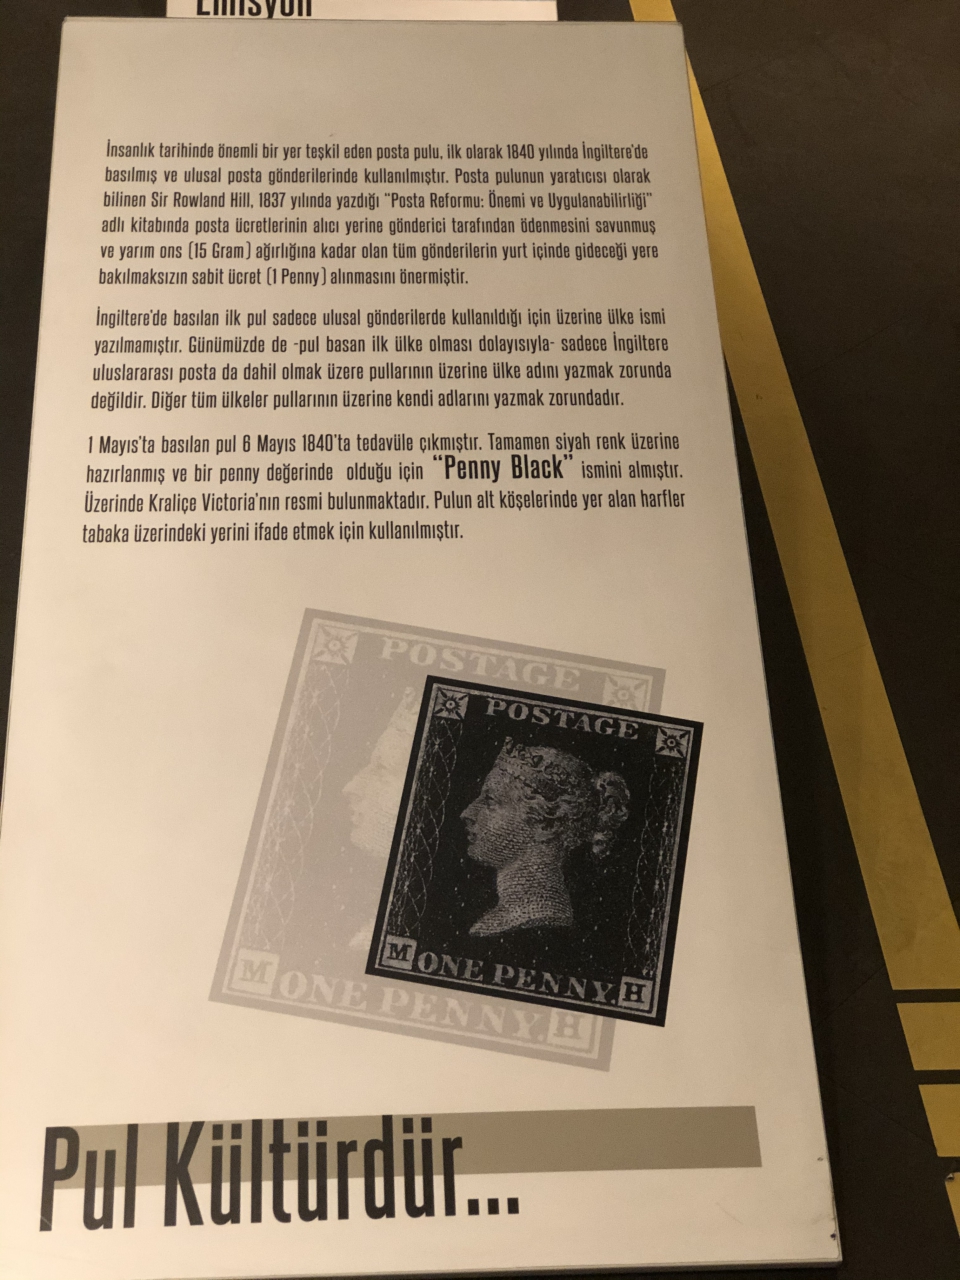 Emisyon
İnsanlık tarihinde önemli bir yer teşkil eden posta pulu, ilk olarak 1840 yılında İngiltere'de
basılmış ve ulusal posta gönderilerinde kullanılmıştır. Posta pulunun yaratıcısı olarak
bilinen Sir Rowland Hill, 1837 yılında yazdığı "Posta Reformu: Önemi ve Uygulanabilirliği"
adlı kitabında posta ücretlerinin alıcı yerine gönderici tarafından ödenmesini savunmuş
ve yarım ons (15 Gram) ağırlığına kadar olan tüm gönderilerin yurt içinde gideceği yere
bakılmaksızın sabit ücret (1 Penny) alınmasını önermiştir.
İngiltere'de basılan ilk pul sadece ulusal gönderilerde kullanıldığı için üzerine ülke ismi
yazılmamıştır. Günümüzde de -pul basan ilk ülke olması dolayısıyla- sadece İngiltere
uluslararası posta da dahil olmak üzere pullarının üzerine ülke adını yazmak zorunda
değildir. Diğer tüm ülkeler pullarının üzerine kendi adlarını yazmak zorundadır.
1 Mayıs'ta basılan pul 6 Mayıs 1840'ta tedavüle çıkmıştır. Tamamen siyah renk üzerine
hazırlanmış ve bir penny değerinde olduğu için "Penny Black" ismini almıştır.
Üzerinde Kraliçe Victoria'nın resmi bulunmaktadır. Pulun alt köşelerinde yer alan harfler
tabaka üzerindeki yerini ifade etmek için kullanılmıştır.
POSTAGE
POSTAGE
M ONE PENNY. H
M ONE PENNY. H
Pul Kültürdür...